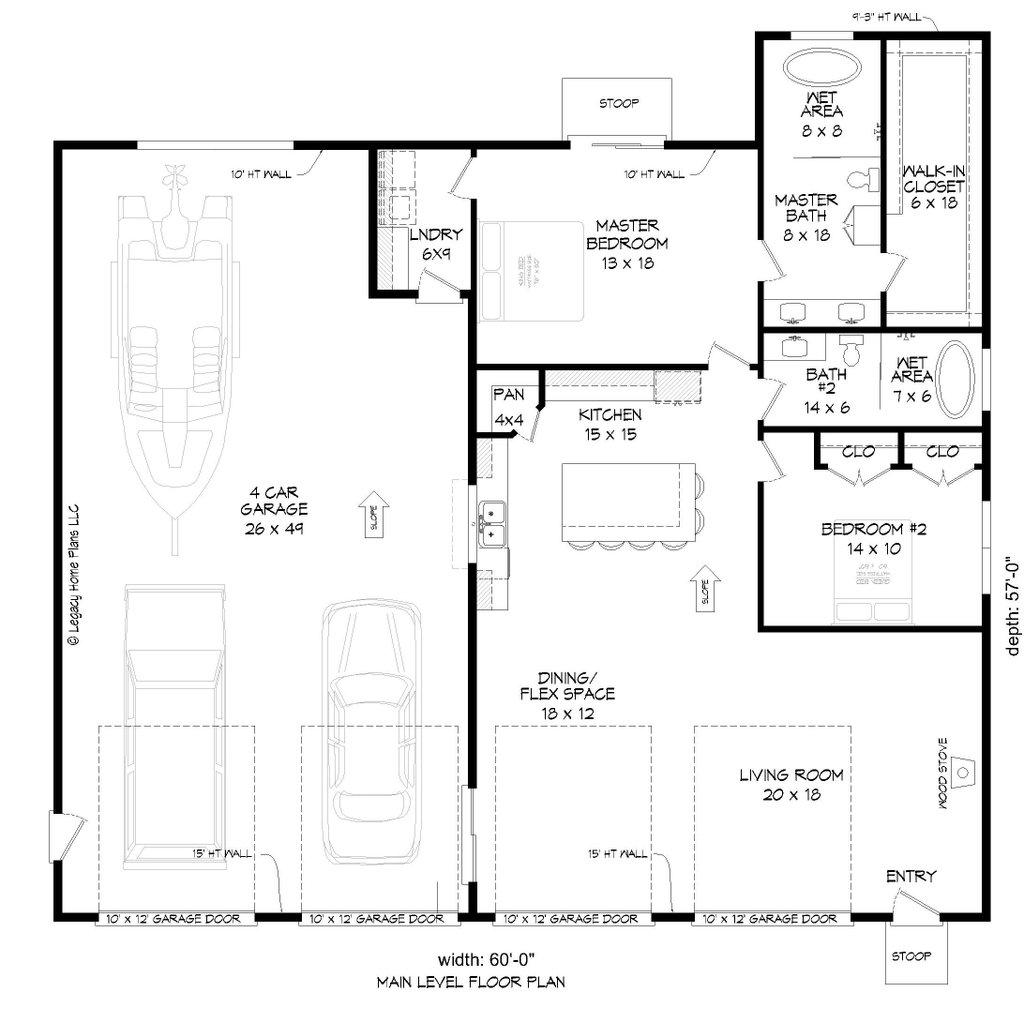 9'-3" HT WALL
STOOP
WET
AREA
8 x 8
10' HT WALL
10' HT WALL
WALK-IN
CLOSET
6 x 18
MASTER
BATH
8 x 18
LNDRY
6X9
MASTER
BEDROOM
13 x 18
KING BED
BATH
#2
14 x 6
WET
AREA
7 x 6
PAN
4x4
KITCHEN
15 x 15
CLO
CLO
4 CAR
GARAGE
26 x 49
SLOPE
BEDROOM #2
14 x 10
SLOPE
© Legacy Home Plans LLC
depth: 57'-0"
DINING/
FLEX SPACE
18 x 12
LIVING ROOM
20 x 18
WOOD STOVE
15' HT WALL
15' HT WALL
ENTRY
10' x 12' GARAGE DOOR
10' x 12' GARAGE DOOR
10' x 12' GARAGE DOOR
10' x 12' GARAGE DOOR
STOOP
width: 60'-0"
MAIN LEVEL FLOOR PLAN